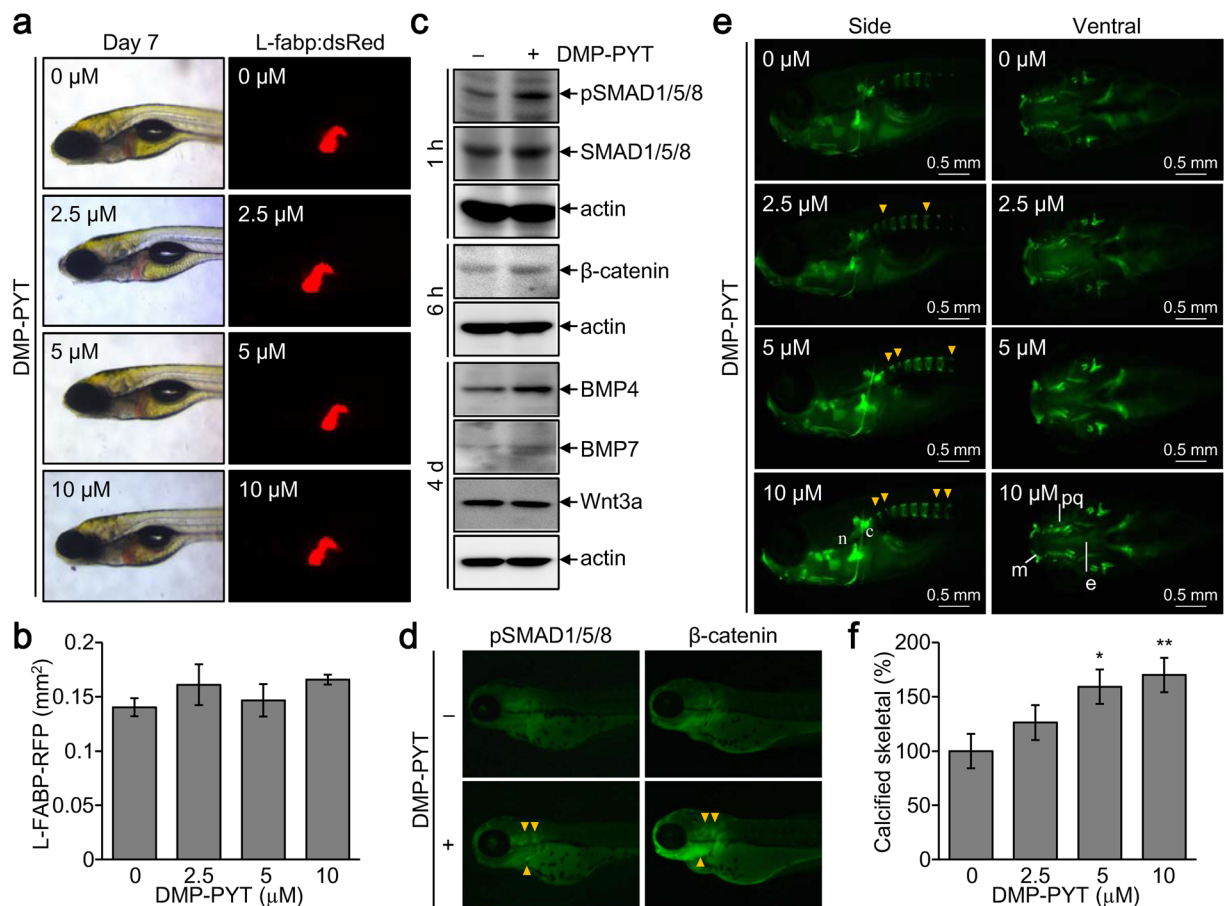 a
Day 7
L-fabp:dsRed
DMP-PYT
0 μM
0 μM
2.5 μM
2.5 μM
5 μM
5 μM
10 μM
10 μM
b
L-FABP-RFP (mm²)
0.2
0.15
0.1
0.05
0
0 2.5 5 10
DMP-PYT (μM)
c
– + DMP-PYT
1 h
pSMAD1/5/8
SMAD1/5/8
actin
6 h
β-catenin
actin
4 d
BMP4
BMP7
Wnt3a
actin
d
pSMAD1/5/8
β-catenin
DMP-PYT
–
+
e
Side
Ventral
DMP-PYT
0 μM
0.5 mm
0 μM
0.5 mm
2.5 μM
0.5 mm
2.5 μM
0.5 mm
5 μM
0.5 mm
5 μM
0.5 mm
10 μM
n
c
0.5 mm
10 μM
pq
m
e
0.5 mm
f
Calcified skeletal (%)
200
150
100
50
0
*
**
0 2.5 5 10
DMP-PYT (μM)